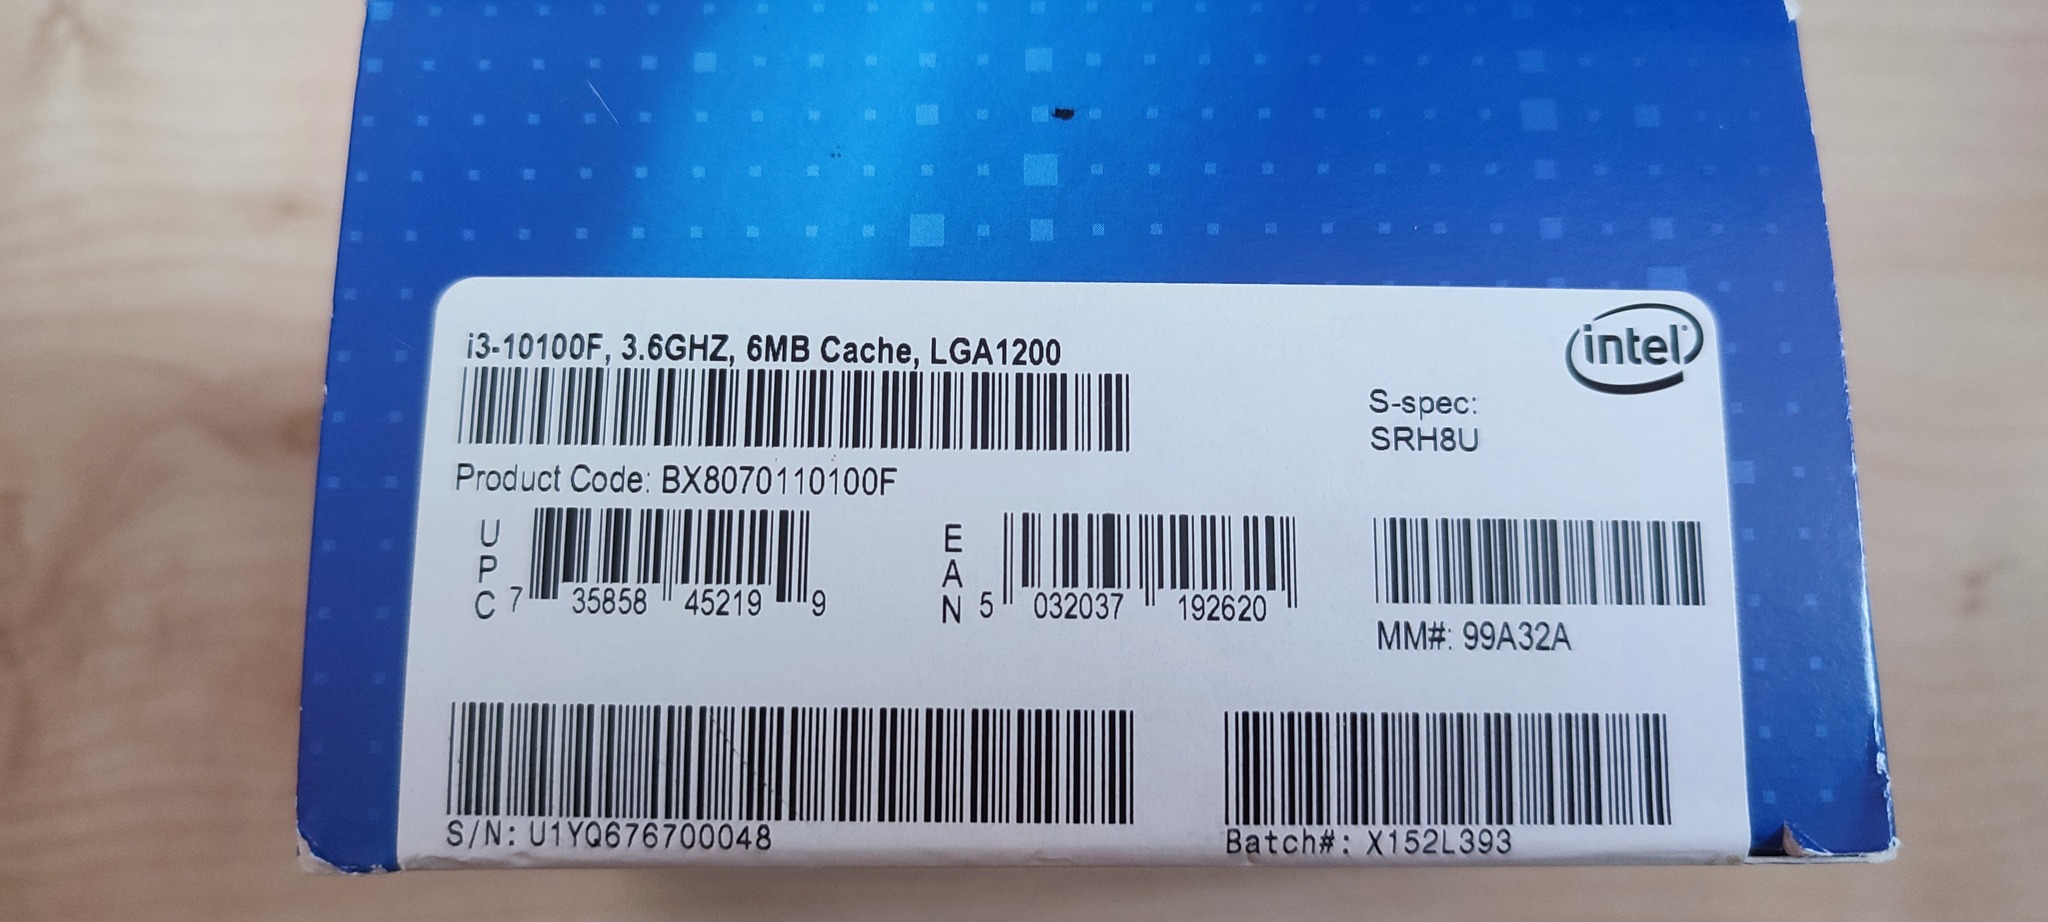 i3-10100F, 3.6GHZ, 6MB Cache, LGA1200
intel
S-spec:
SRH8U
Product Code: BX8070110100F
UPC 7 35858 45219 9
EAN 5 032037 192620
MM#: 99A32A
S/N: U1YQ676700048
Batch#: X152L393